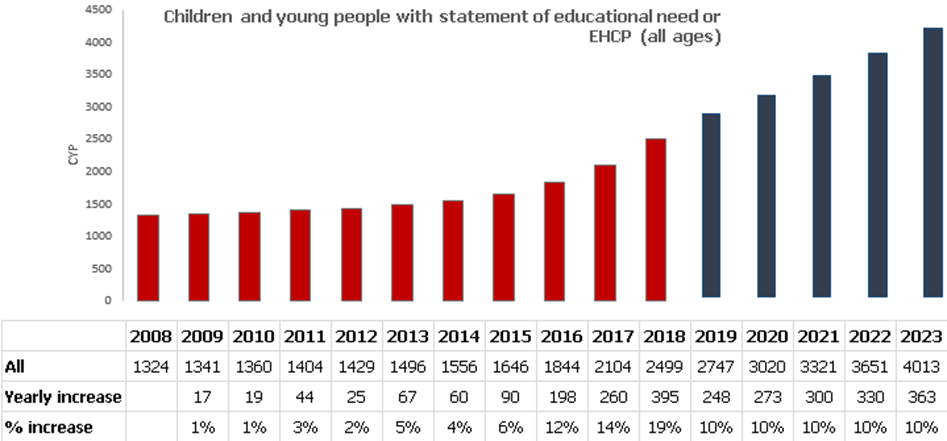 Children and young people with statement of educational need or
EHCP (all ages)
4500
4000
3500
3000
2500
2000
1500
1000
500
0
CYP
2008 2009 2010 2011 2012 2013 2014 2015 2016 2017 2018 2019 2020 2021 2022 2023
All 1324 1341 1360 1404 1429 1496 1556 1646 1844 2104 2499 2747 3020 3321 3651 4013
Yearly increase 17 19 44 25 67 60 90 198 260 395 248 273 300 330 363
% increase 1% 1% 3% 2% 5% 4% 6% 12% 14% 19% 10% 10% 10% 10% 10%